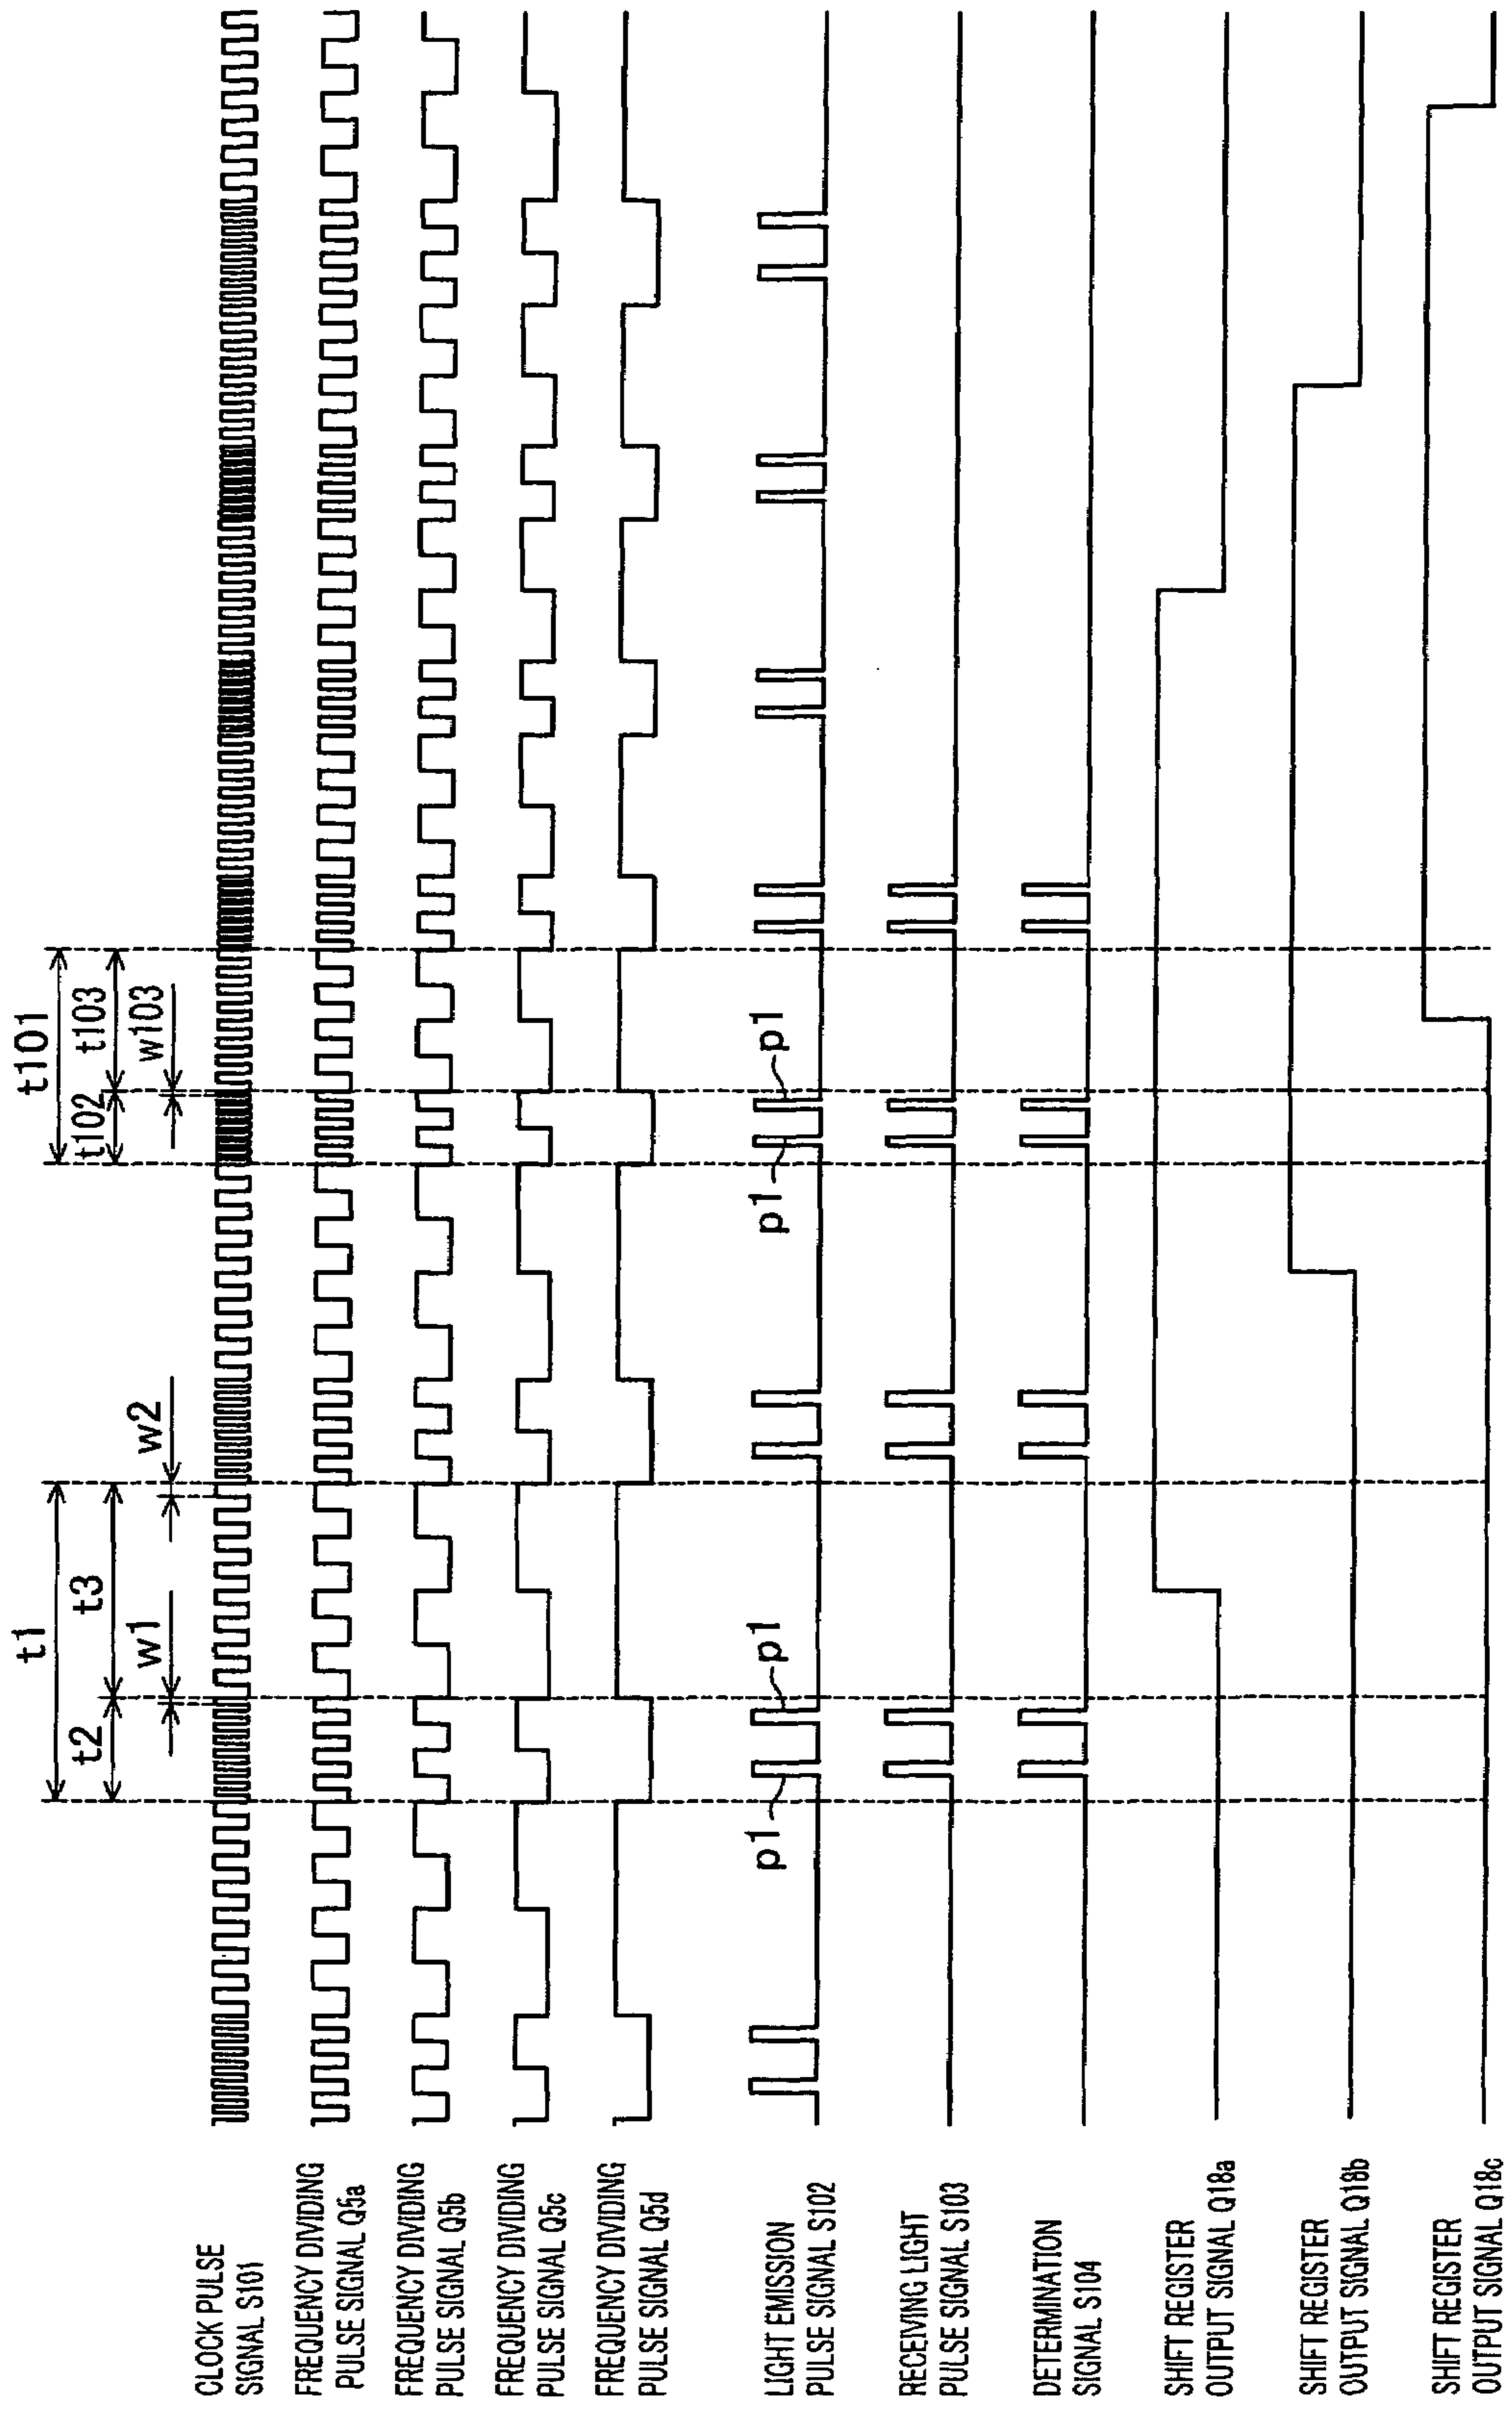 t1
t2
t3
w1
w2
t101
t102
t103
w103
CLOCK PULSE
SIGNAL S101
FREQUENCY DIVIDING
PULSE SIGNAL Q5a
FREQUENCY DIVIDING
PULSE SIGNAL Q5b
FREQUENCY DIVIDING
PULSE SIGNAL Q5c
FREQUENCY DIVIDING
PULSE SIGNAL Q5d
LIGHT EMISSION
PULSE SIGNAL S102
p1
p1
p1
p1
RECEIVING LIGHT
PULSE SIGNAL S103
DETERMINATION
SIGNAL S104
SHIFT REGISTER
OUTPUT SIGNAL Q18a
SHIFT REGISTER
OUTPUT SIGNAL Q18b
SHIFT REGISTER
OUTPUT SIGNAL Q18c